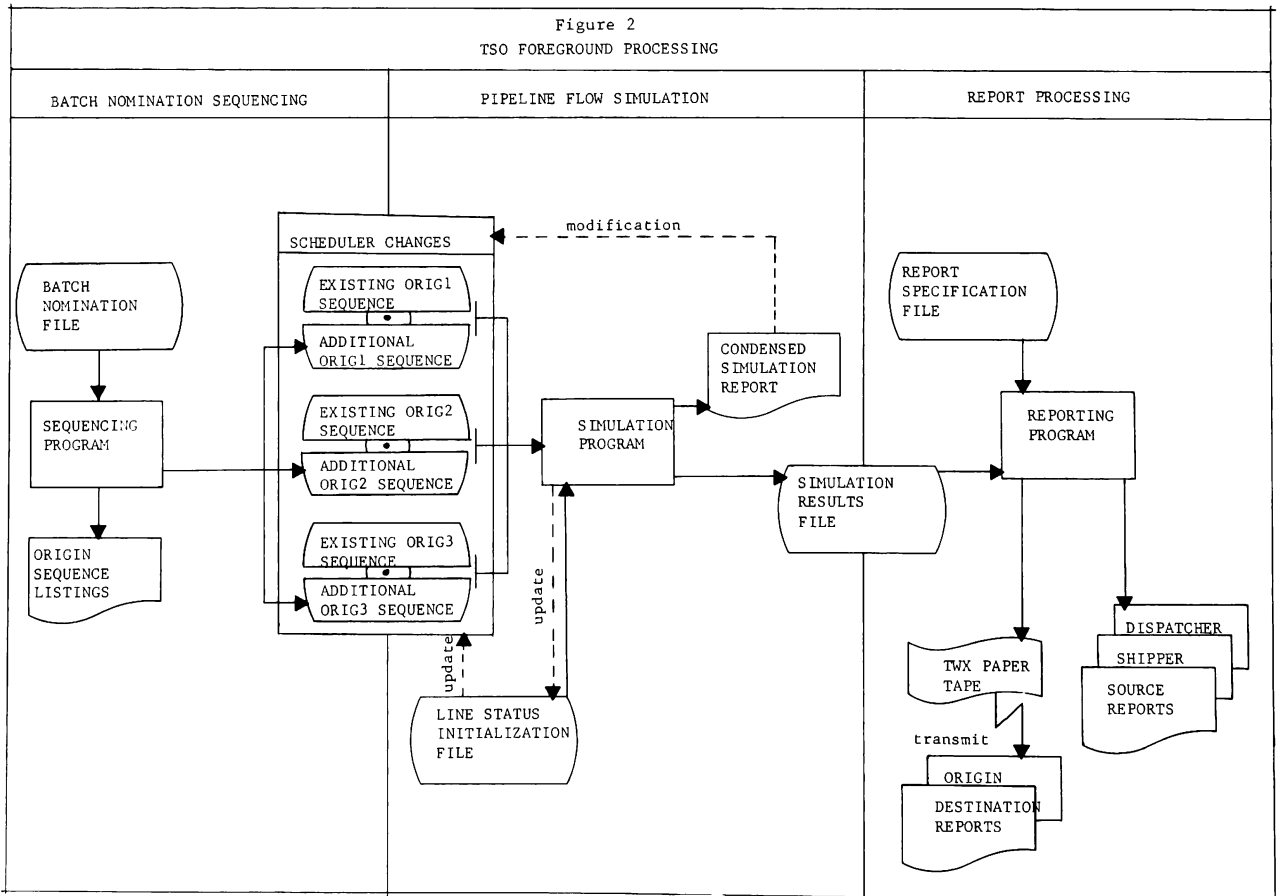 Figure 2
TSO FOREGROUND PROCESSING
BATCH NOMINATION SEQUENCING
PIPELINE FLOW SIMULATION
REPORT PROCESSING
BATCH
NOMINATION
FILE
SEQUENCING
PROGRAM
ORIGIN
SEQUENCE
LISTINGS
SCHEDULER CHANGES
EXISTING ORIG1
SEQUENCE
ADDITIONAL
ORIG1 SEQUENCE
EXISTING ORIG2
SEQUENCE
ADDITIONAL
ORIG2 SEQUENCE
EXISTING ORIG3
SEQUENCE
ADDITIONAL
ORIG3 SEQUENCE
modification
CONDENSED
SIMULATION
REPORT
SIMULATION
PROGRAM
SIMULATION
RESULTS
FILE
update
update
LINE STATUS
INITIALIZATION
FILE
REPORT
SPECIFICATION
FILE
REPORTING
PROGRAM
TWX PAPER
TAPE
transmit
ORIGIN
DESTINATION
REPORTS
DISPATCHER
SHIPPER
SOURCE
REPORTS